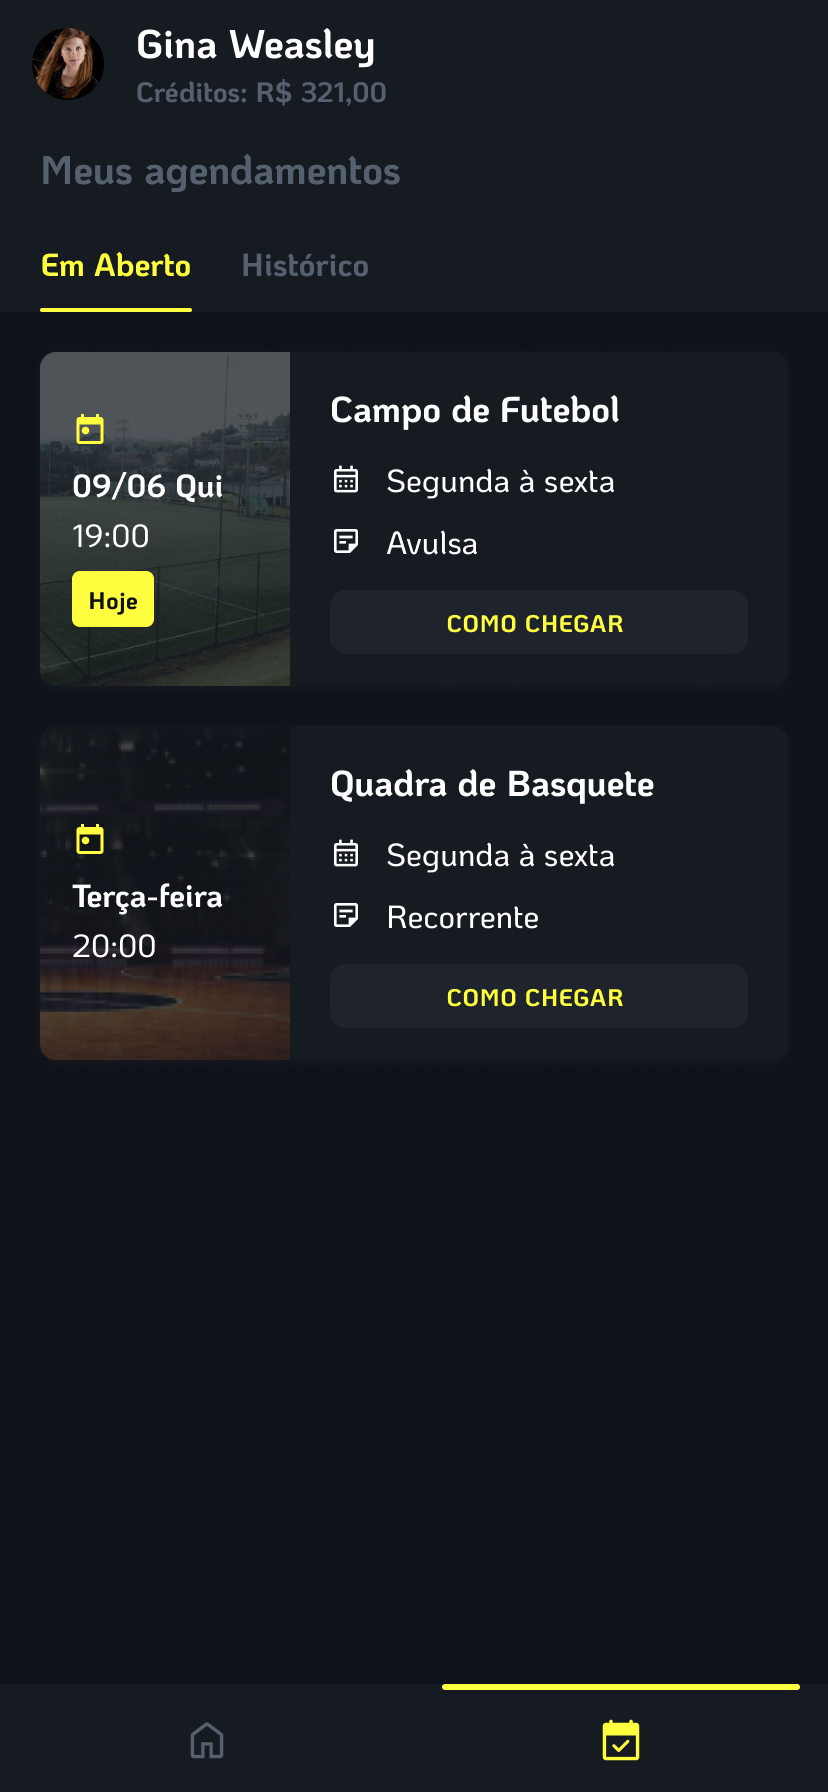 Gina Weasley
Créditos: R$ 321,00
Meus agendamentos
Em Aberto
Histórico
09/06 Qui
19:00
Hoje
Campo de Futebol
Segunda à sexta
Avulsa
COMO CHEGAR
Terça-feira
20:00
Quadra de Basquete
Segunda à sexta
Recorrente
COMO CHEGAR